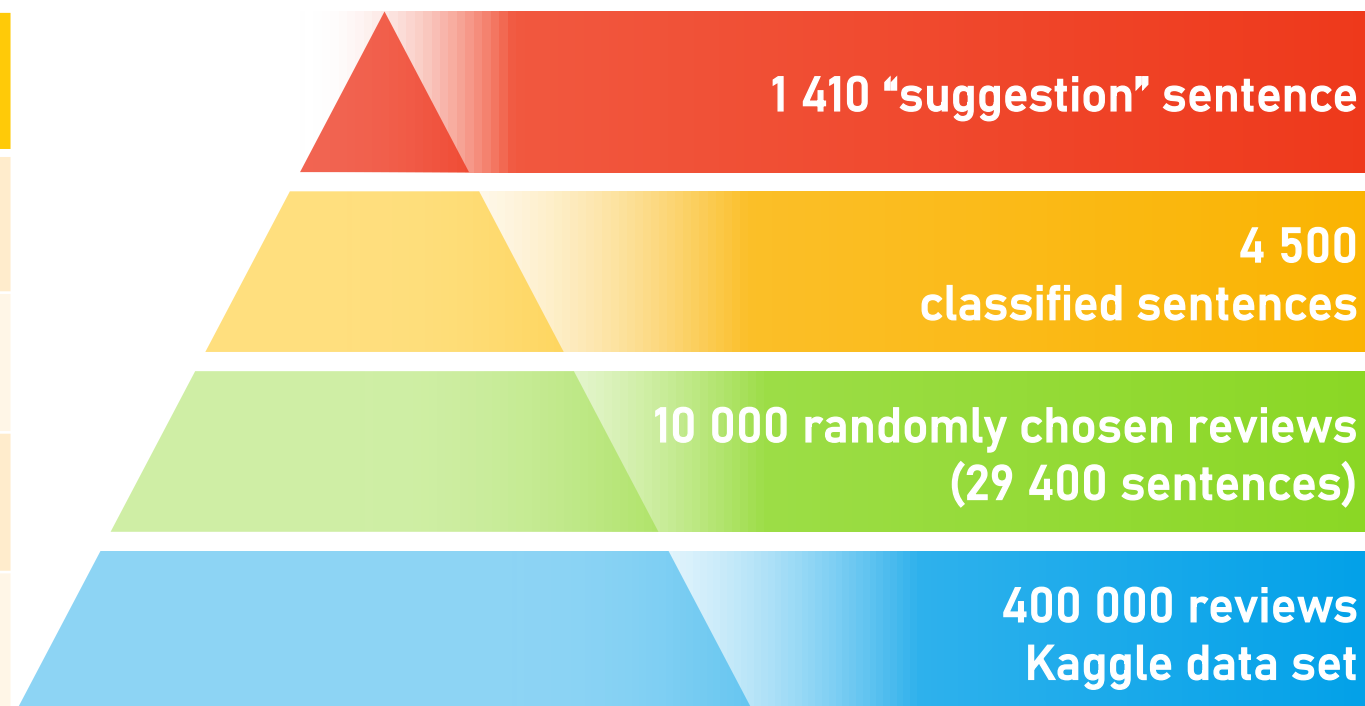 1 410 “suggestion” sentence
4 500
classified sentences
10 000 randomly chosen reviews
(29 400 sentences)
400 000 reviews
Kaggle data set